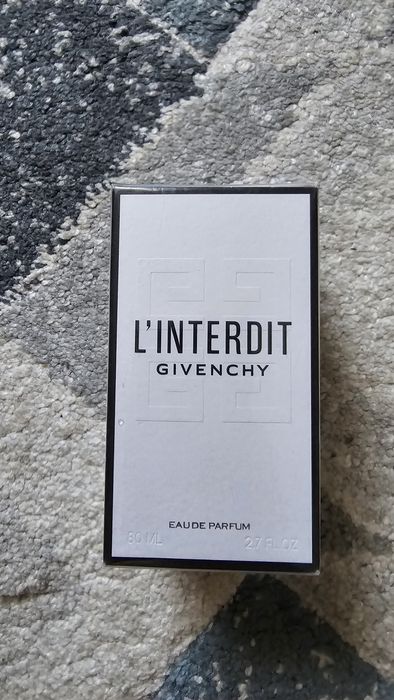 L'INTERDIT
GIVENCHY
EAU DE PARFUM
80 ML 2.7 FL.OZ